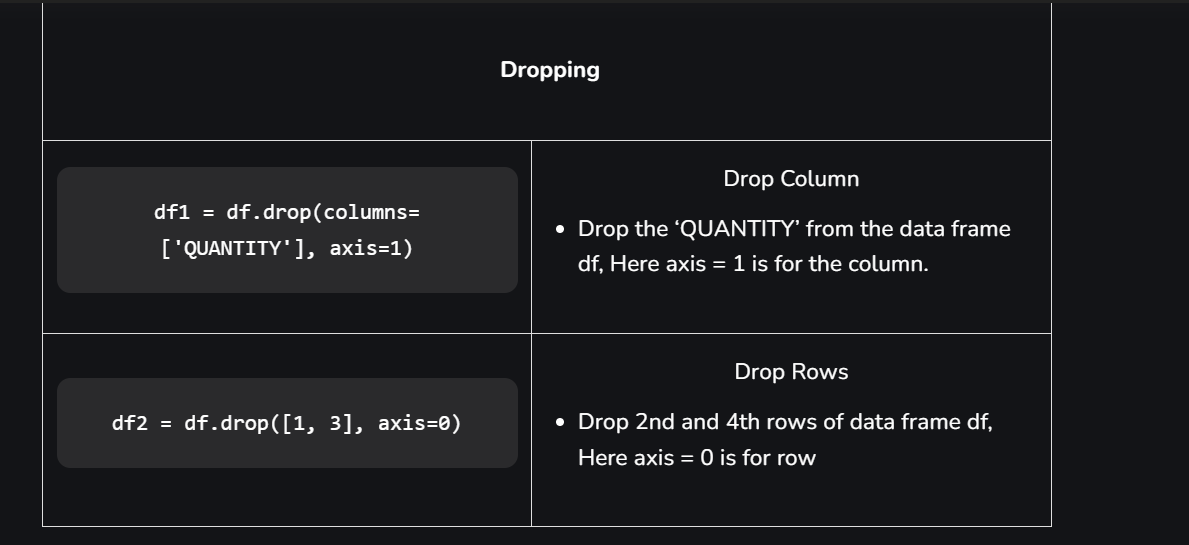 Dropping
df1 = df.drop(columns=
['QUANTITY'], axis=1)
Drop Column
• Drop the ‘QUANTITY’ from the data frame
df, Here axis = 1 is for the column.
df2 = df.drop([1, 3], axis=0)
Drop Rows
• Drop 2nd and 4th rows of data frame df,
Here axis = 0 is for row